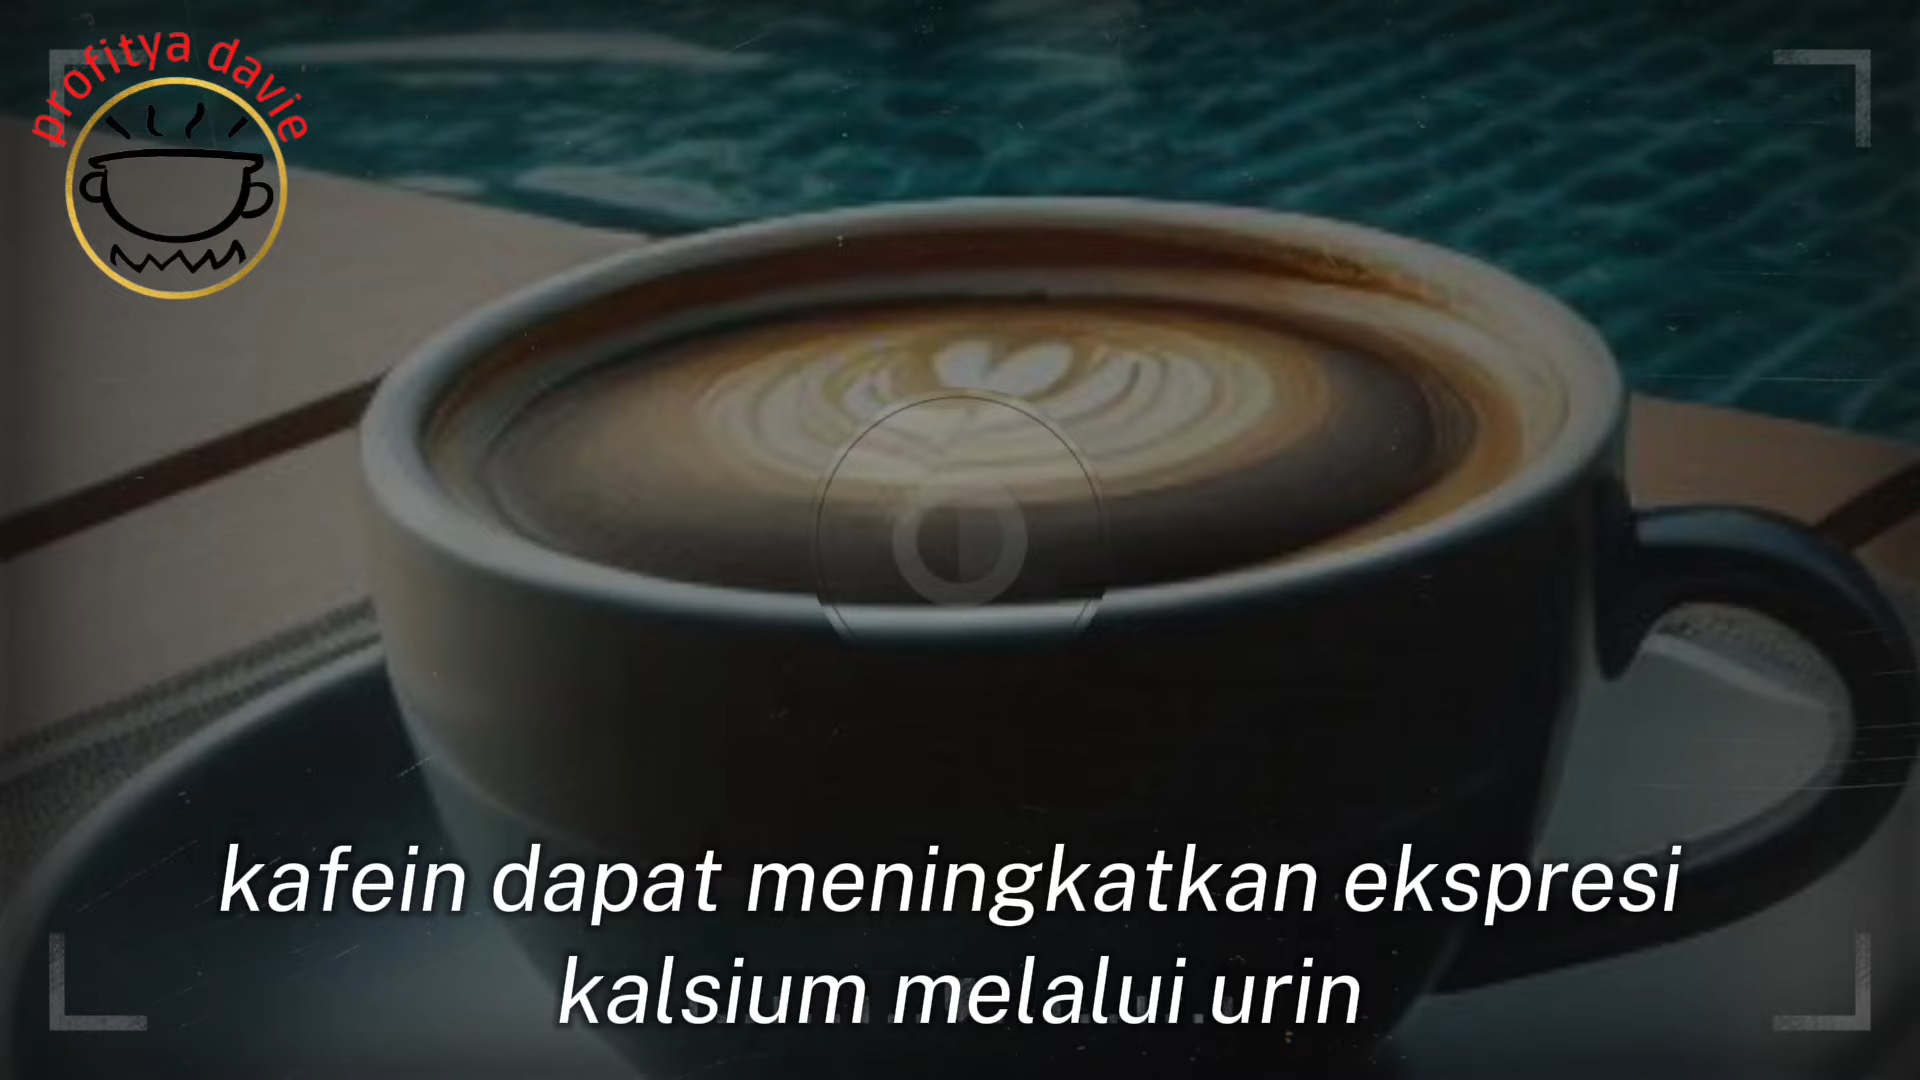 profitya davie
kafein dapat meningkatkan ekspresi
kalsium melalui urin